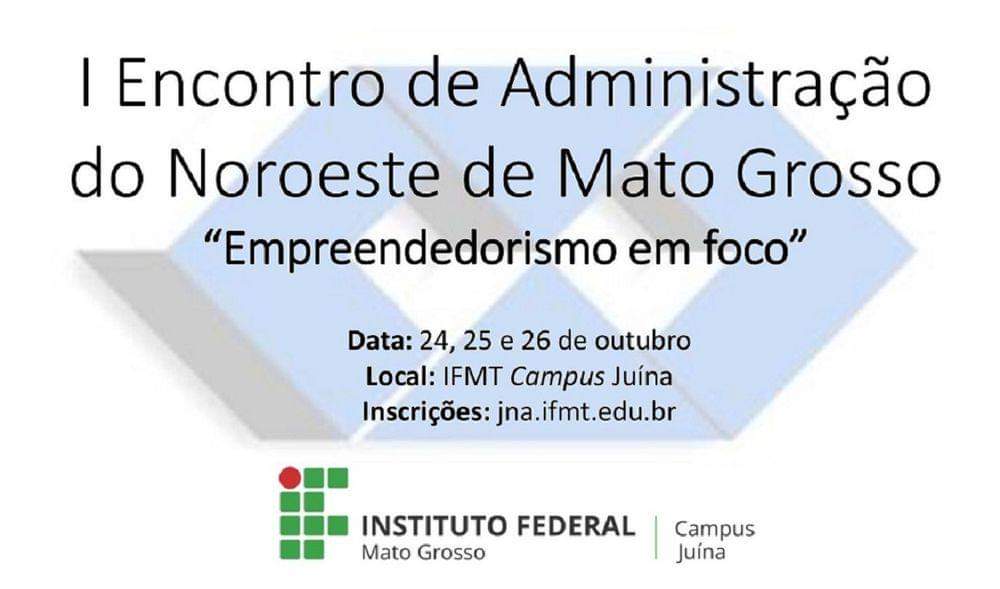 I Encontro de Administração
do Noroeste de Mato Grosso
“Empreendedorismo em foco”
Data: 24, 25 e 26 de outubro
Local: IFMT Campus Juína
Inscrições: jna.ifmt.edu.br
INSTITUTO FEDERAL
Mato Grosso
Campus
Juína